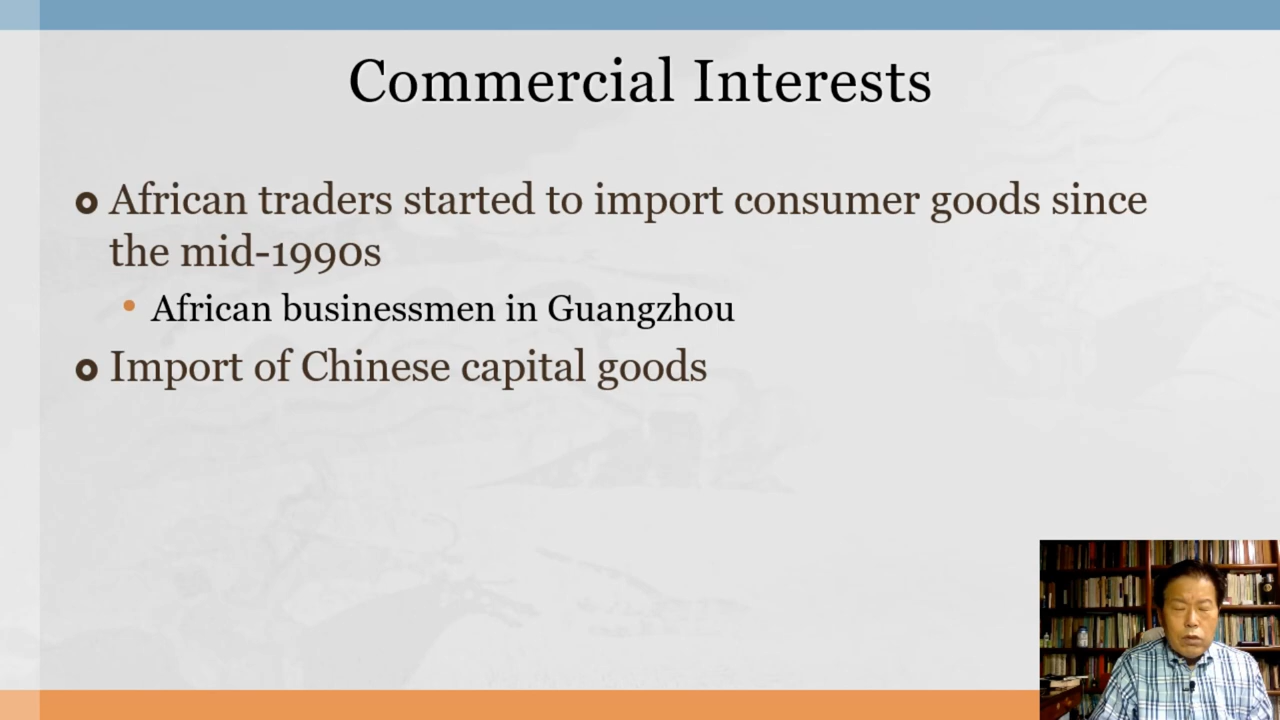 Commercial Interests
African traders started to import consumer goods since
the mid-1990s
African businessmen in Guangzhou
Import of Chinese capital goods